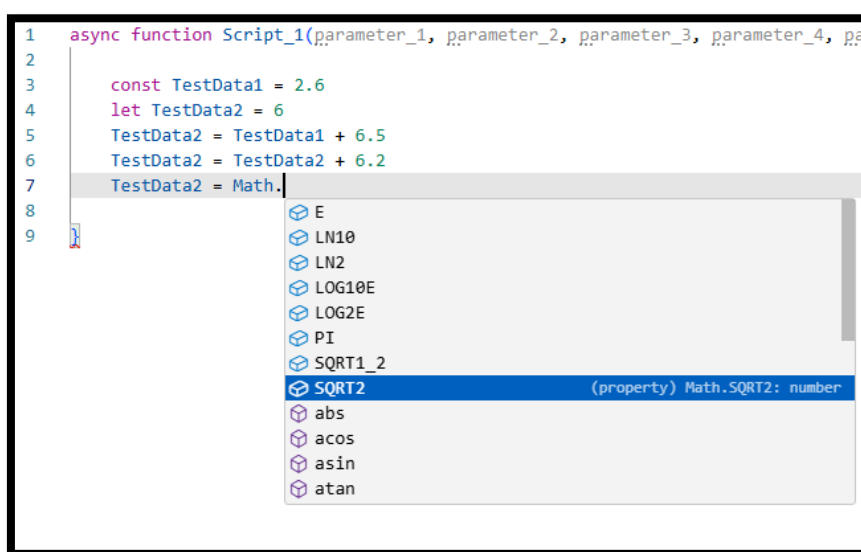 1 async function Script_1(parameter_1, parameter_2, parameter_3, parameter_4, pa
2
3 const TestData1 = 2.6
4 let TestData2 = 6
5 TestData2 = TestData1 + 6.5
6 TestData2 = TestData2 + 6.2
7 TestData2 = Math.
8
9 }
E
LN10
LN2
LOG10E
LOG2E
PI
SQRT1_2
SQRT2 (property) Math.SQRT2: number
abs
acos
asin
atan